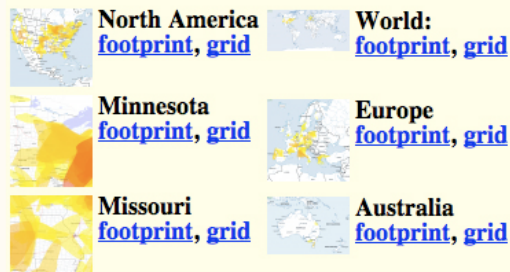 North America
footprint, grid
World:
footprint, grid
Minnesota
footprint, grid
Europe
footprint, grid
Missouri
footprint, grid
Australia
footprint, grid